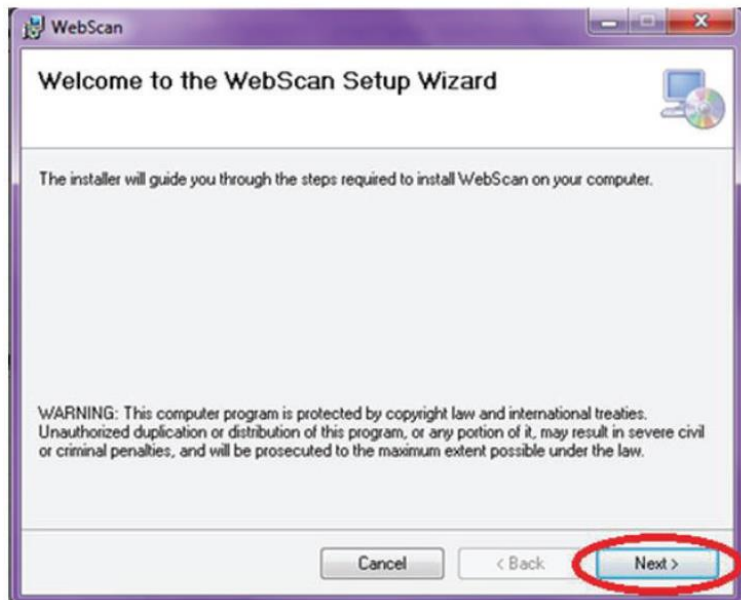 WebScan
Welcome to the WebScan Setup Wizard
The installer will guide you through the steps required to install WebScan on your computer.
WARNING: This computer program is protected by copyright law and international treaties.
Unauthorized duplication or distribution of this program, or any portion of it, may result in severe civil
or criminal penalties, and will be prosecuted to the maximum extent possible under the law.
Cancel < Back Next >